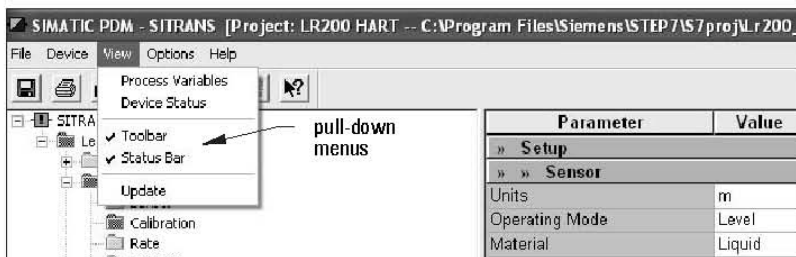 SIMATIC PDM - SITRANS [Project: LR200 HART -- C:\Program Files\Siemens\STEP7\S7proj\Lr200_
File Device View Options Help
Process Variables
Device Status
✓ Toolbar
✓ Status Bar
Update
pull-down
menus
SITRA
Le
Calibration
Rate
Parameter Value
» Setup
» » Sensor
Units m
Operating Mode Level
Material Liquid